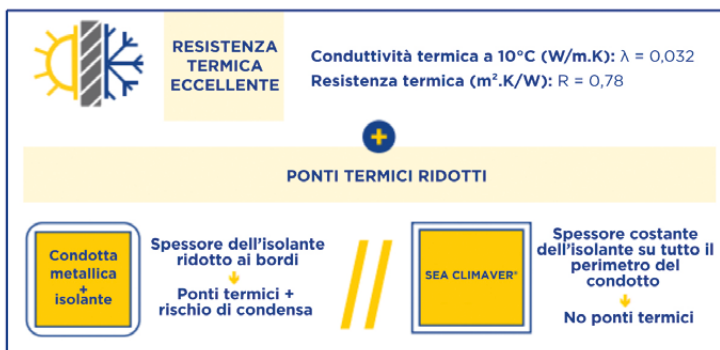 RESISTENZA
TERMICA
ECCELLENTE
Conduttività termica a 10°C (W/m.K): λ = 0,032
Resistenza termica (m².K/W): R = 0,78
+
PONTI TERMICI RIDOTTI
Condotta
metallica
+
isolante
Spessore dell'isolante
ridotto ai bordi
Ponti termici +
rischio di condensa
//
SEA CLIMAVER®
Spessore costante
dell'isolante su tutto il
perimetro del
condotto
No ponti termici